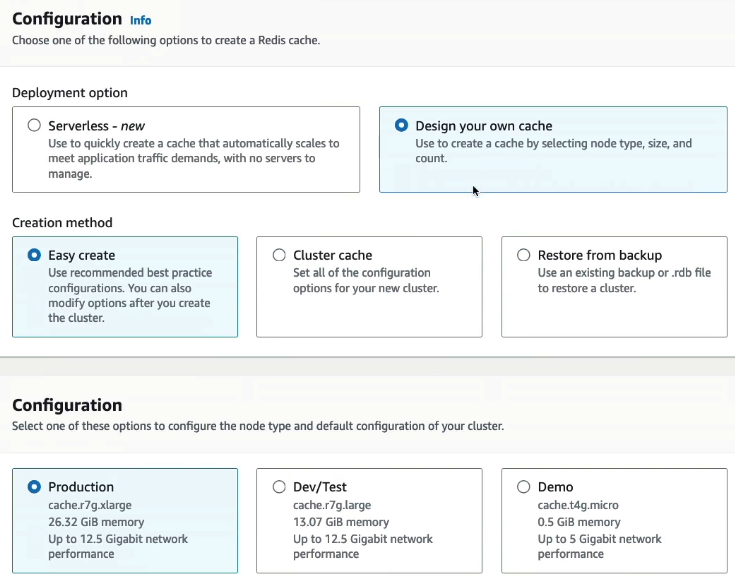 Configuration Info
Choose one of the following options to create a Redis cache.
Deployment option
Serverless - new
Use to quickly create a cache that automatically scales to
meet application traffic demands, with no servers to
manage.
Design your own cache
Use to create a cache by selecting node type, size, and
count.
Creation method
Easy create
Use recommended best practice
configurations. You can also
modify options after you create
the cluster.
Cluster cache
Set all of the configuration
options for your new cluster.
Restore from backup
Use an existing backup or .rdb file
to restore a cluster.
Configuration
Select one of these options to configure the node type and default configuration of your cluster.
Production
cache.r7g.xlarge
26.32 GiB memory
Up to 12.5 Gigabit network
performance
Dev/Test
cache.r7g.large
13.07 GiB memory
Up to 12.5 Gigabit network
performance
Demo
cache.t4g.micro
0.5 GiB memory
Up to 5 Gigabit network
performance